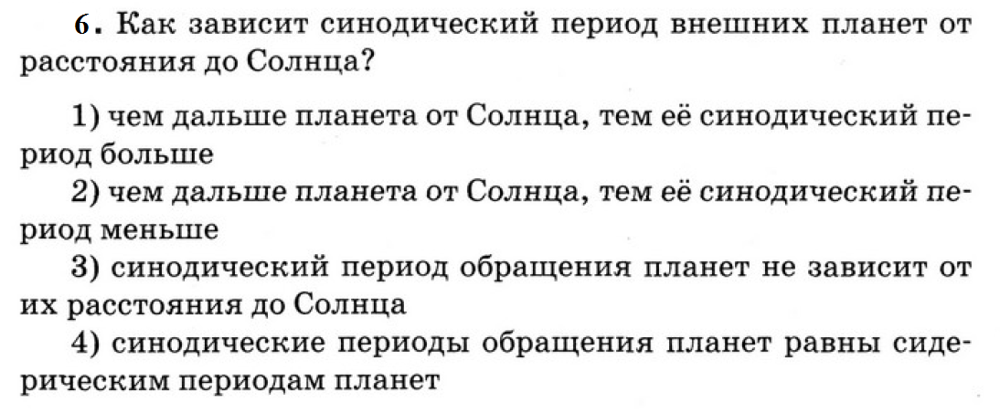 6. Как зависит синодический период внешних планет от
расстояния до Солнца?
1) чем дальше планета от Солнца, тем её синодический пе-
риод больше
2) чем дальше планета от Солнца, тем её синодический пе-
риод меньше
3) синодический период обращения планет не зависит от
их расстояния до Солнца
4) синодические периоды обращения планет равны сиде-
рическим периодам планет